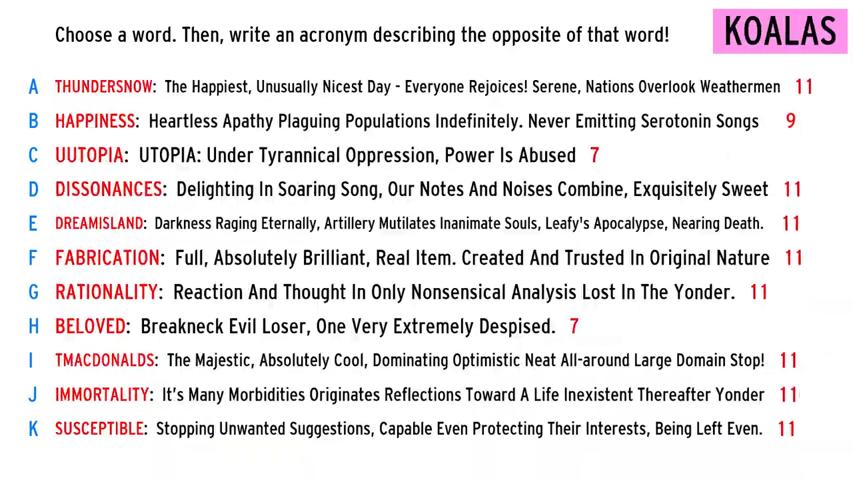 Choose a word. Then, write an acronym describing the opposite of that word!
KOALAS
A THUNDERSNOW: The Happiest, Unusually Nicest Day - Everyone Rejoices! Serene, Nations Overlook Weathermen 11
B HAPPINESS: Heartless Apathy Plaguing Populations Indefinitely. Never Emitting Serotonin Songs 9
C UUTOPIA: UTOPIA: Under Tyrannical Oppression, Power Is Abused 7
D DISSONANCES: Delighting In Soaring Song, Our Notes And Noises Combine, Exquisitely Sweet 11
E DREAMISLAND: Darkness Raging Eternally, Artillery Mutilates Inanimate Souls, Leafy's Apocalypse, Nearing Death. 11
F FABRICATION: Full, Absolutely Brilliant, Real Item. Created And Trusted In Original Nature 11
G RATIONALITY: Reaction And Thought In Only Nonsensical Analysis Lost In The Yonder. 11
H BELOVED: Breakneck Evil Loser, One Very Extremely Despised. 7
I TMACDONALDS: The Majestic, Absolutely Cool, Dominating Optimistic Neat All-around Large Domain Stop! 11
J IMMORTALITY: It's Many Morbidities Originates Reflections Toward A Life Inexistent Thereafter Yonder 11
K SUSCEPTIBLE: Stopping Unwanted Suggestions, Capable Even Protecting Their Interests, Being Left Even. 11